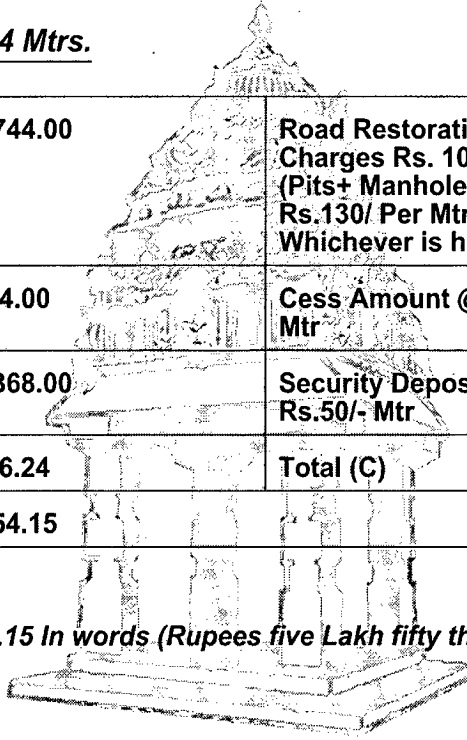 4 Mtrs.
744.00
Road Restorati
Charges Rs. 10
(Pits+ Manhole
Rs.130/ Per Mtr
Whichever is h
4.00
Cess Amount @
Mtr
868.00
Security Depos
Rs.50/- Mtr
6.24
Total (C)
54.15
.15 In words (Rupees five Lakh fifty th